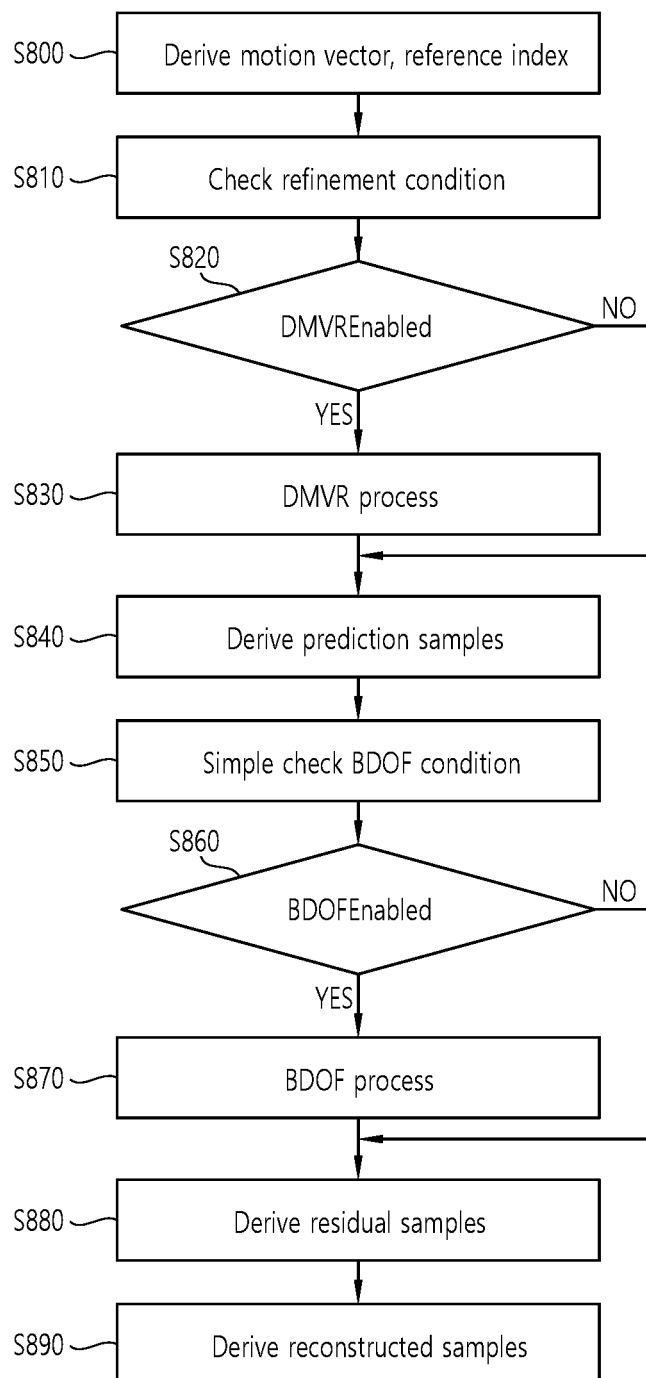 S800
Derive motion vector, reference index
S810
Check refinement condition
S820
DMVREnabled
NO
YES
S830
DMVR process
S840
Derive prediction samples
S850
Simple check BDOF condition
S860
BDOFEnabled
NO
YES
S870
BDOF process
S880
Derive residual samples
S890
Derive reconstructed samples